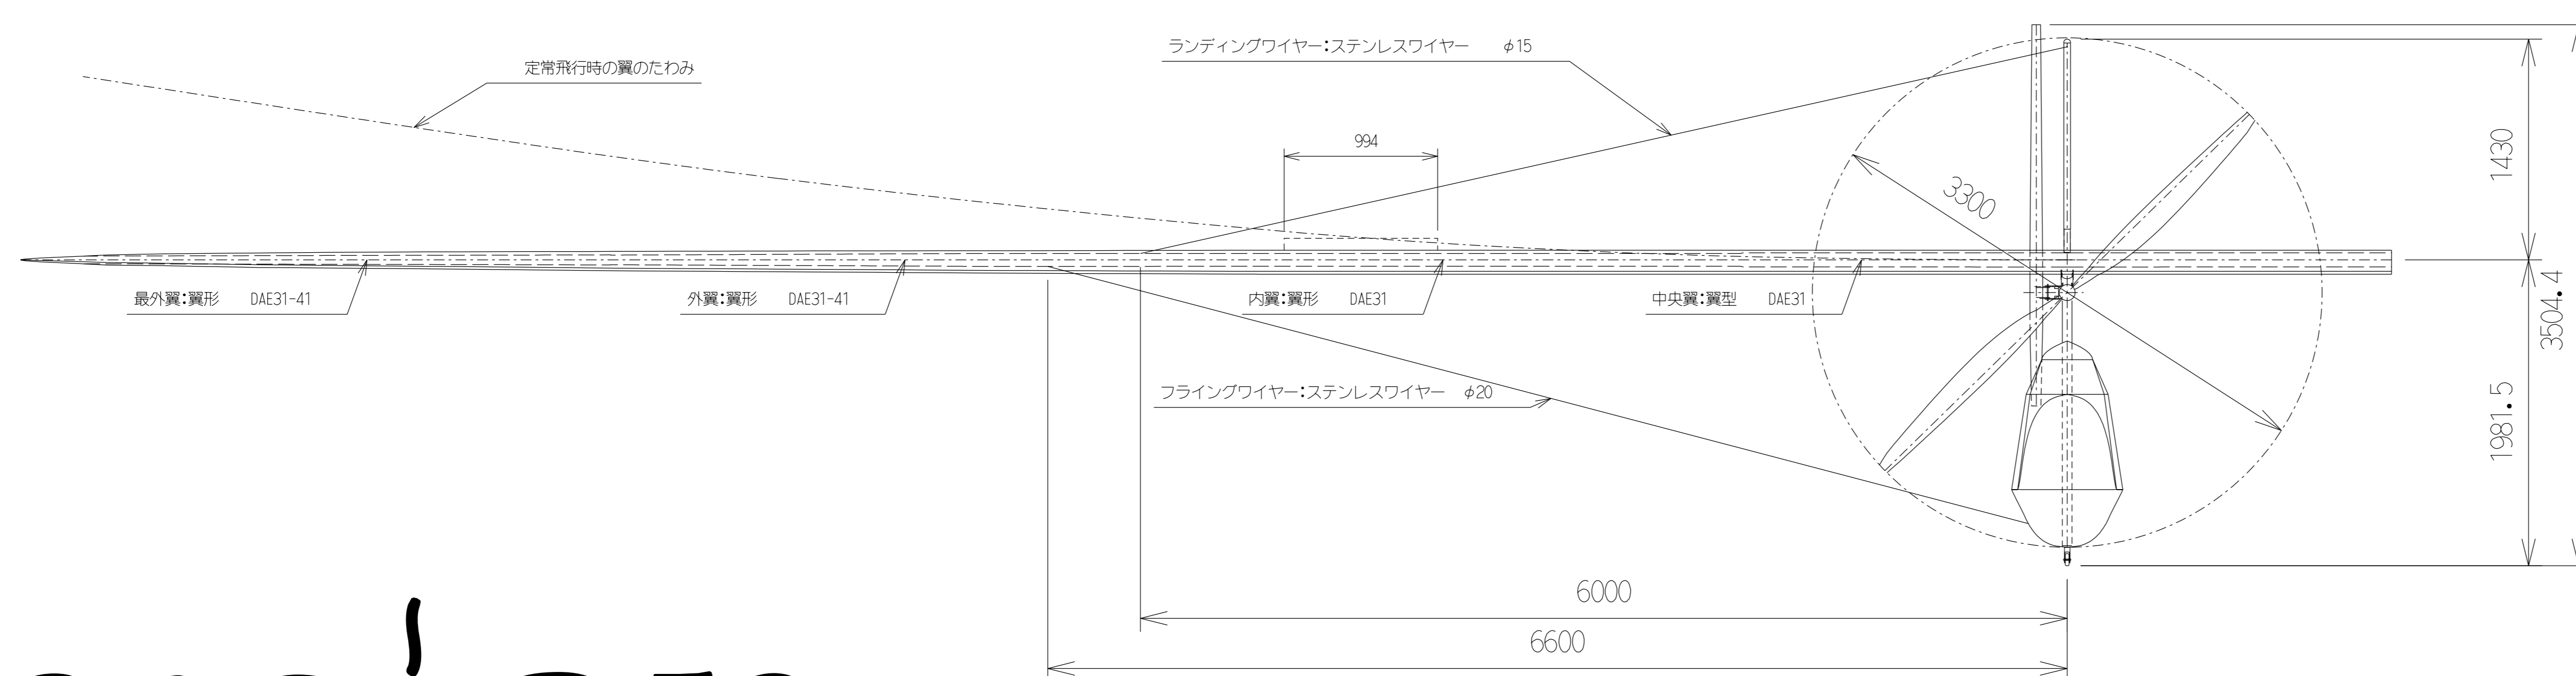 ランディングワイヤー:ステンレスワイヤー φ15
定常飛行時の翼のたわみ
994
1430
3300
最外翼:翼形 DAE31-41
外翼:翼形 DAE31-41
内翼:翼形 DAE31
中央翼:翼型 DAE31
3504.4
フライングワイヤー:ステンレスワイヤー φ20
1981.5
6000
6600